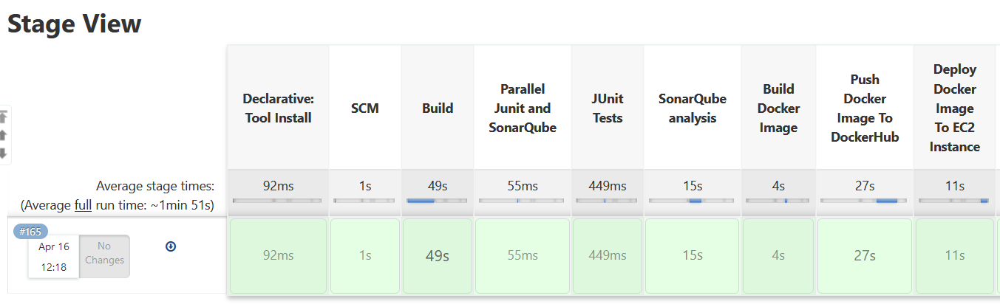 Stage View
Declarative:
Tool Install
SCM
Build
Parallel
Junit and
SonarQube
JUnit
Tests
SonarQube
analysis
Build
Docker
Image
Push
Docker
Image To
DockerHub
Deploy
Docker
Image
To EC2
Instance
Average stage times:
(Average full run time: ~1min 51s)
92ms
1s
49s
55ms
449ms
15s
4s
27s
11s
#165
Apr 16
12:18
No
Changes
92ms
1s
49s
55ms
449ms
15s
4s
27s
11s